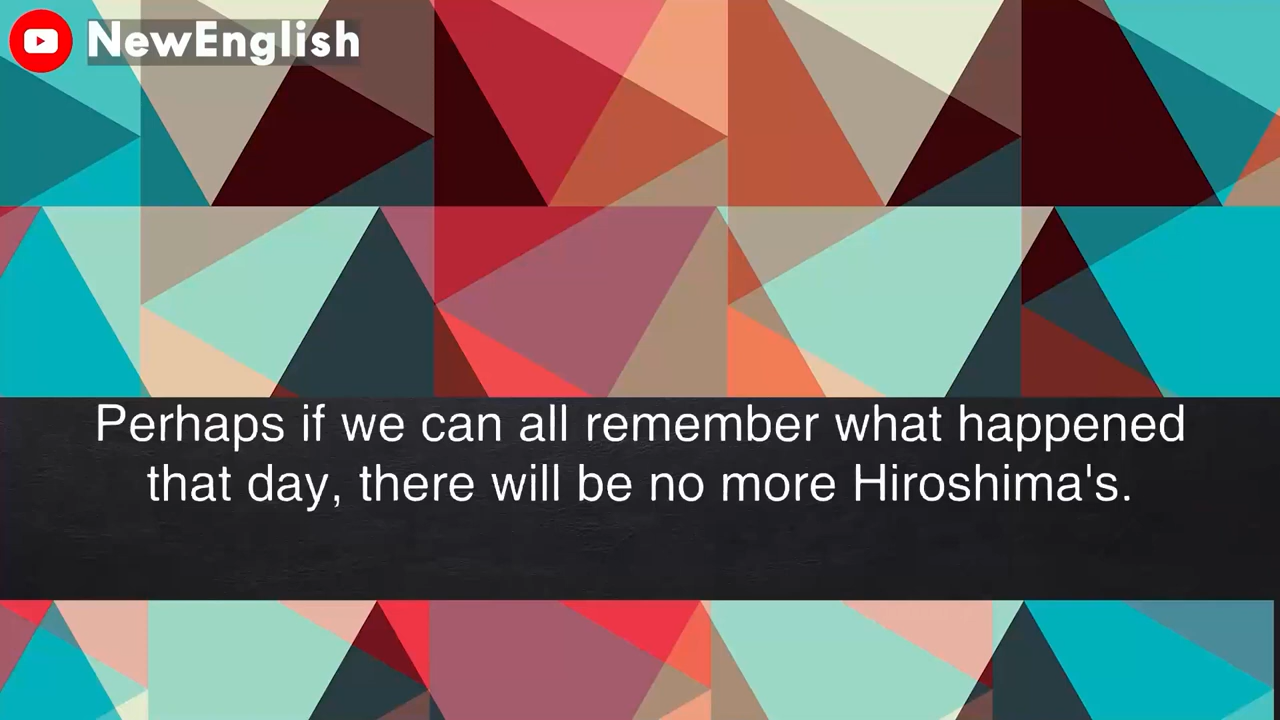 NewEnglish
Perhaps if we can all remember what happened
that day, there will be no more Hiroshima's.